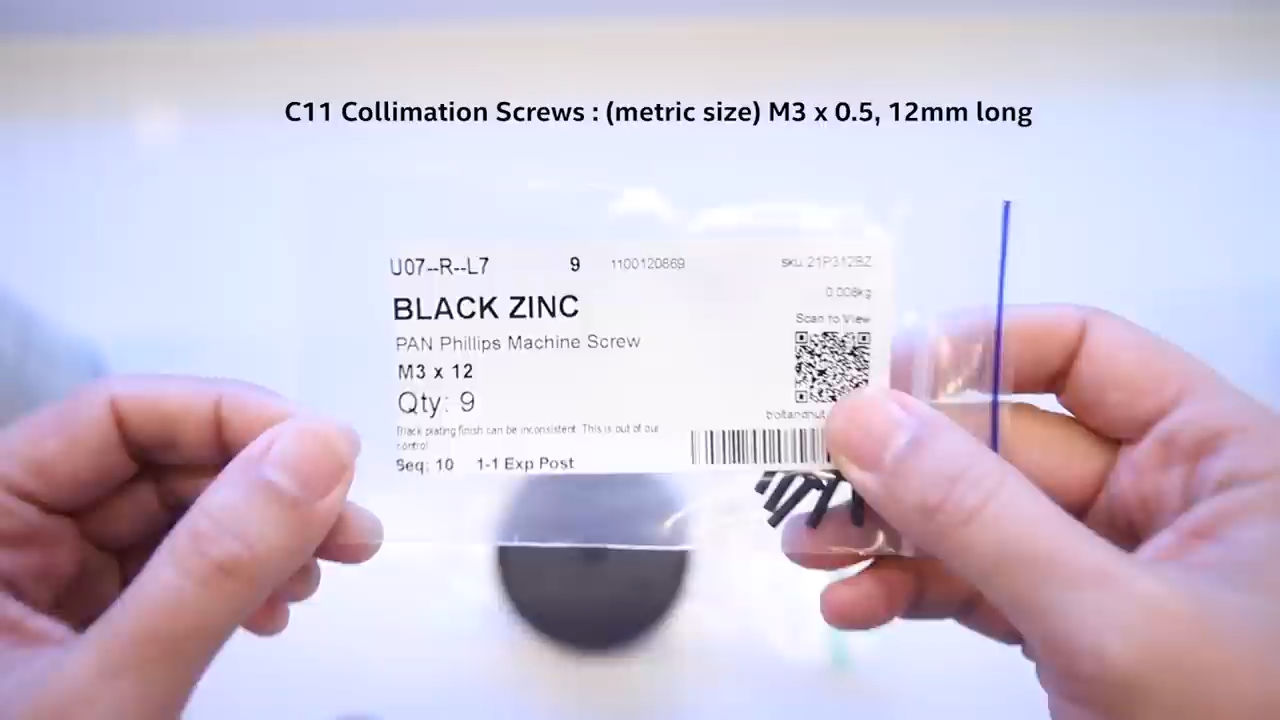 C11 Collimation Screws : (metric size) M3 x 0.5, 12mm long
U07--R--L7 9 1100120869 sku: 21P312BZ
0.008kg
BLACK ZINC
Scan to View
PAN Phillips Machine Screw
M3 x 12
Qty: 9
boltandnut
Black plating finish can be inconsistent. This is out of our
control
Seq: 10 1-1 Exp Post